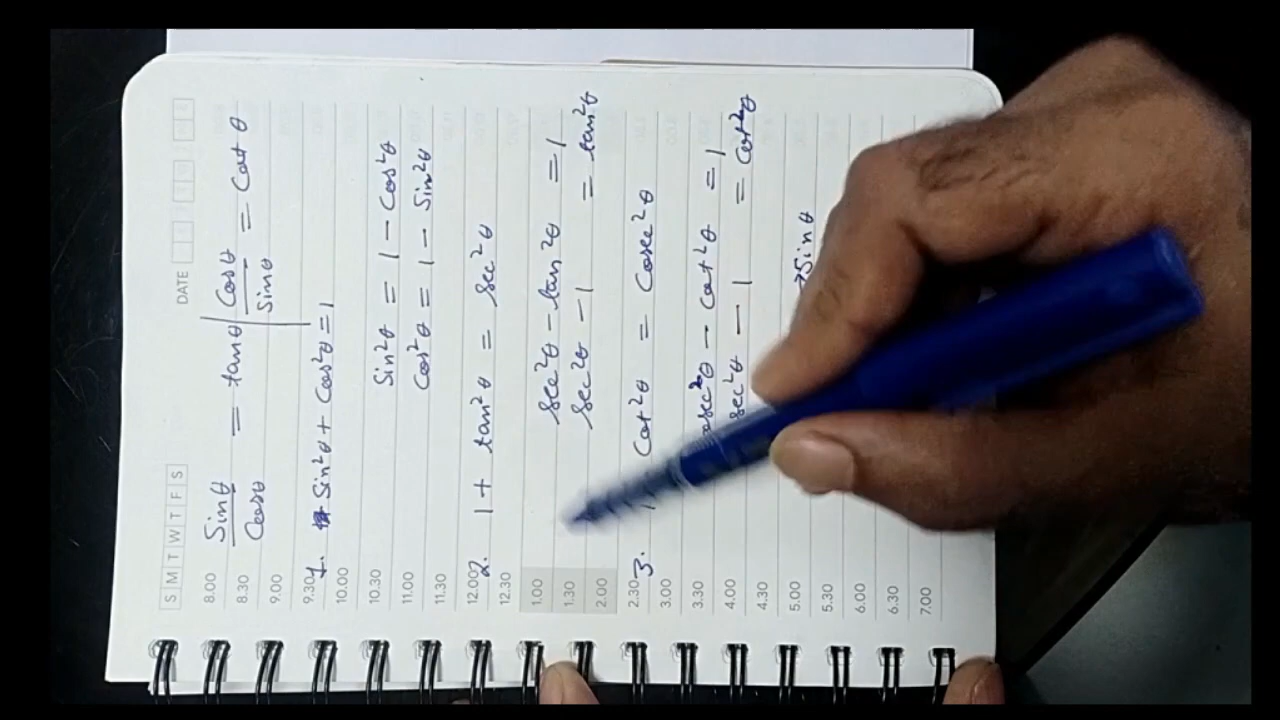 DATE
S M T W T F S
8.00
8.30
9.00
9.30
10.00
10.30
11.00
11.30
12.00
12.30
1.00
1.30
2.00
2.30
3.00
3.30
4.00
4.30
5.00
5.30
6.00
6.30
7.00
Sinθ/Cosθ = tanθ | Cosθ/Sinθ = Cotθ
1. Sin²θ + Cos²θ = 1
Sin²θ = 1 − Cos²θ
Cos²θ = 1 − Sin²θ
2. 1 + tan²θ = sec²θ
sec²θ − tan²θ = 1
sec²θ − 1 = tan²θ
3. Cot²θ = Cosec²θ
− Cot²θ = 1
− 1 = Cot²θ
Sinθ